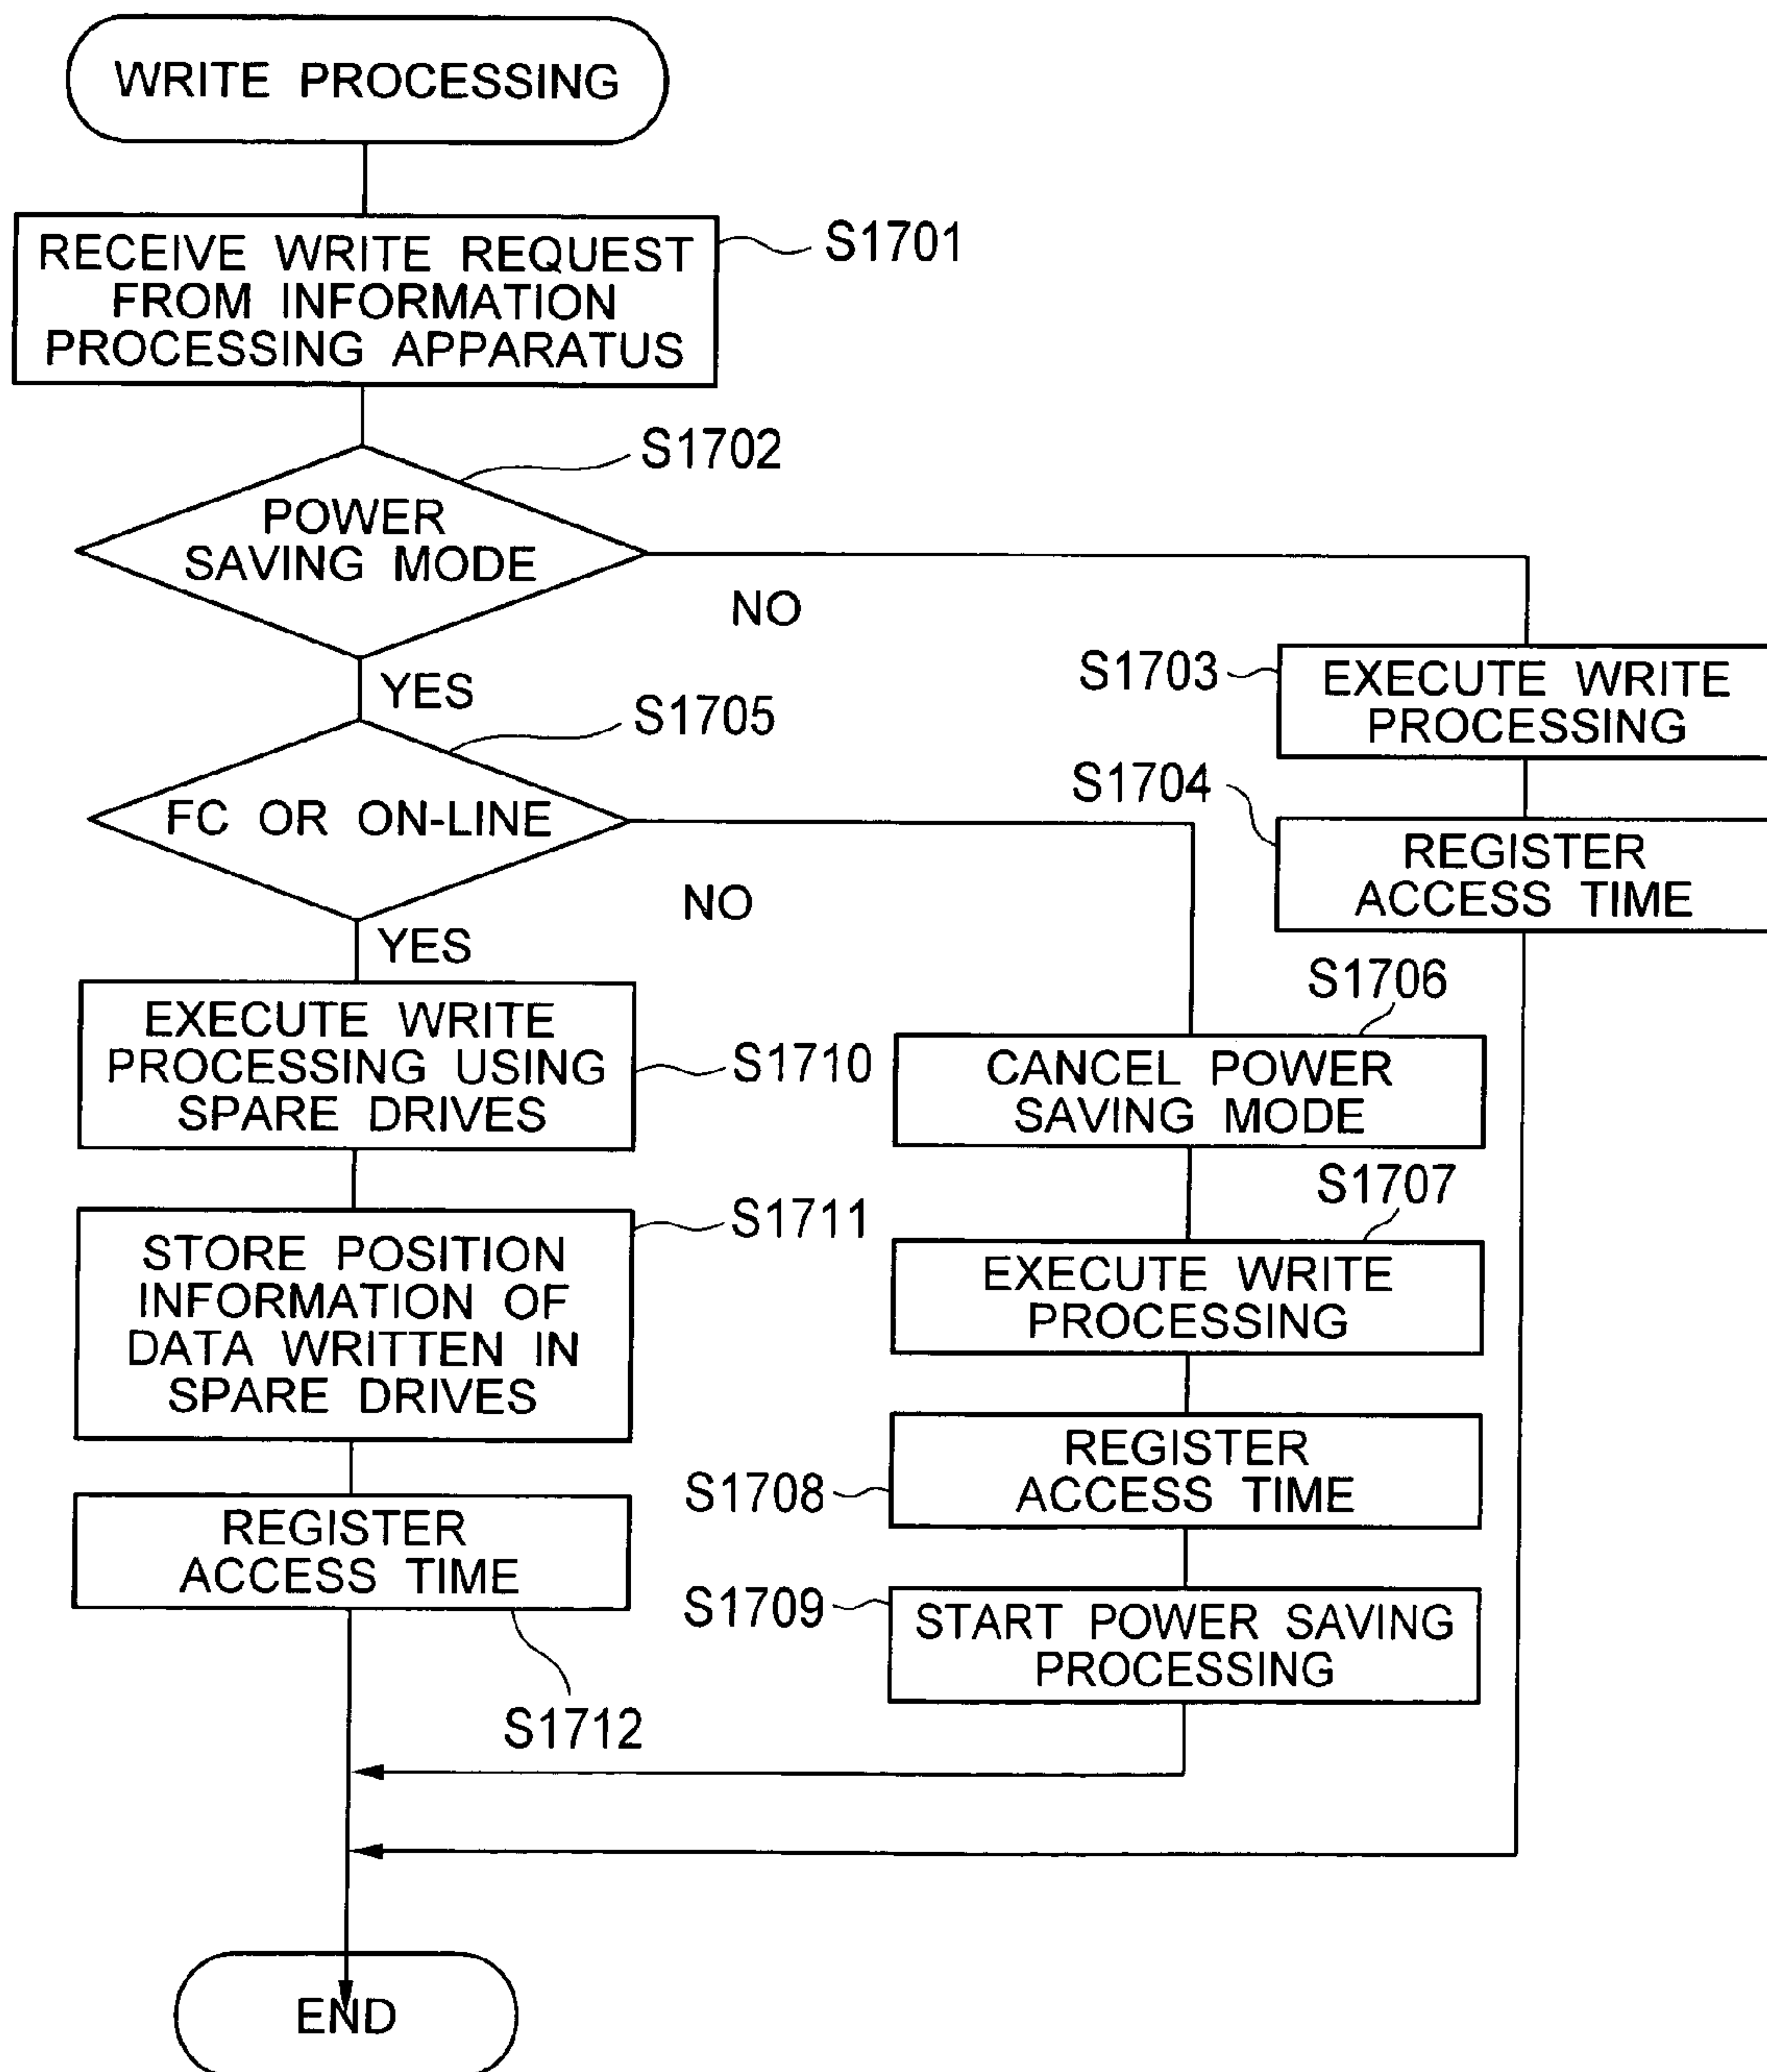 WRITE PROCESSING
RECEIVE WRITE REQUEST
FROM INFORMATION
PROCESSING APPARATUS
S1701
S1702
POWER
SAVING MODE
NO
YES
S1703
EXECUTE WRITE
PROCESSING
S1704
REGISTER
ACCESS TIME
S1705
FC OR ON-LINE
NO
YES
S1706
CANCEL POWER
SAVING MODE
S1707
EXECUTE WRITE
PROCESSING
S1708
REGISTER
ACCESS TIME
S1709
START POWER SAVING
PROCESSING
EXECUTE WRITE
PROCESSING USING
SPARE DRIVES
S1710
STORE POSITION
INFORMATION OF
DATA WRITTEN IN
SPARE DRIVES
S1711
REGISTER
ACCESS TIME
S1712
END